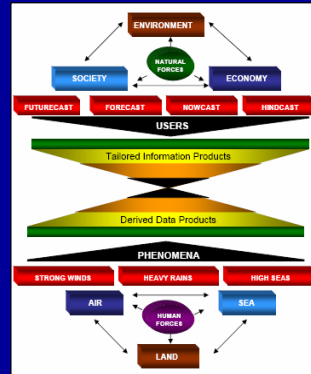 ENVIRONMENT
NATURAL
FORCES
SOCIETY
ECONOMY
FUTURECAST
FORECAST
NOWCAST
HINDCAST
USERS
Tailored Information Products
Derived Data Products
PHENOMENA
STRONG WINDS
HEAVY RAINS
HIGH SEAS
AIR
SEA
HUMAN
FORCES
LAND